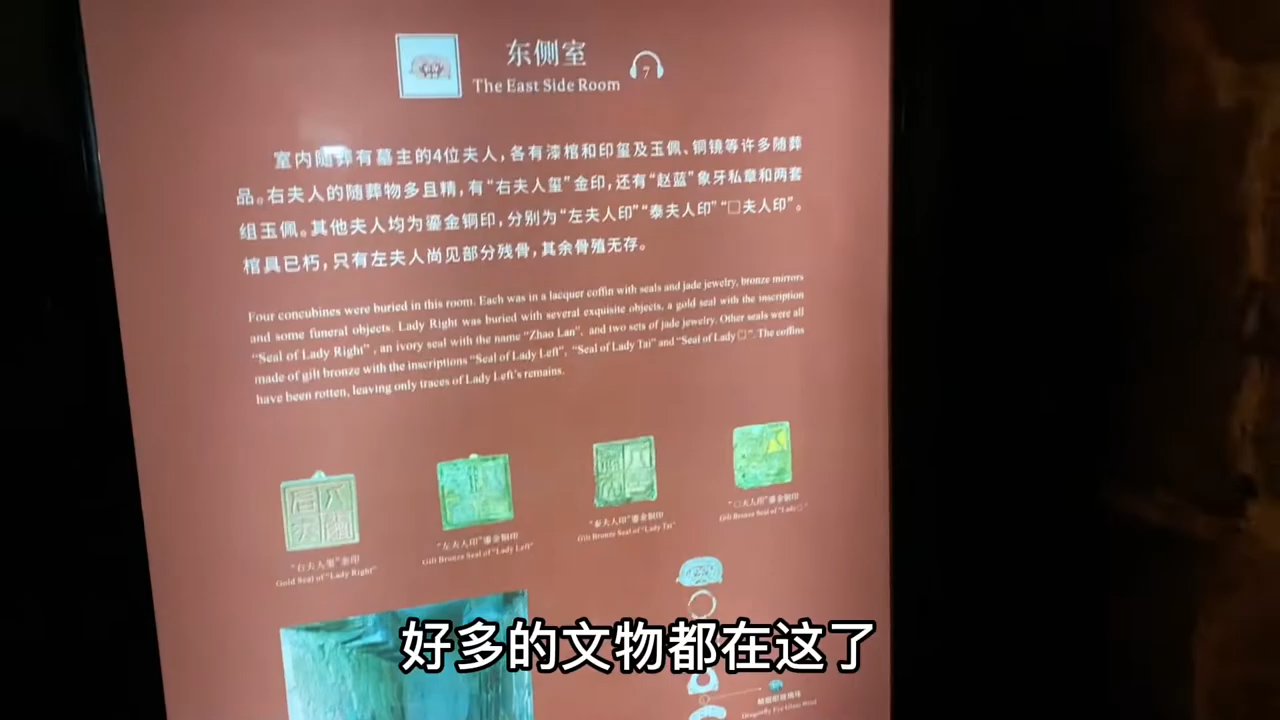 东侧室
7
The East Side Room
室内随葬有墓主的4位夫人，各有漆棺和印玺及玉佩、铜镜等许多随葬
品。右夫人的随葬物多且精，有“右夫人玺”金印，还有“赵蓝”象牙私章和两套
组玉佩。其他夫人均为鎏金铜印，分别为“左夫人印”“泰夫人印”“□夫人印”。
棺具已朽，只有左夫人尚见部分残骨，其余骨殖无存。
Four concubines were buried in this room. Each was in a lacquer coffin with seals and jade jewelry, bronze mirrors
and some funeral objects. Lady Right was buried with several exquisite objects, a gold seal with the inscription
“Seal of Lady Right”, an ivory seal with the name “Zhao Lan”, and two sets of jade jewelry. Other seals were all
made of gilt bronze with the inscriptions “Seal of Lady Left”, “Seal of Lady Tai” and “Seal of Lady □”. The coffins
have been rotten, leaving only traces of Lady Left's remains.
“右夫人玺”金印
Gold Seal of “Lady Right”
“左夫人印”鎏金铜印
Gilt Bronze Seal of “Lady Left”
“泰夫人印”鎏金铜印
Gilt Bronze Seal of “Lady Tai”
“□夫人印”鎏金铜印
Gilt Bronze Seal of “Lady □”
好多的文物都在这了
蜻蜓眼玻璃珠
Dragonfly Eye Glass Bead